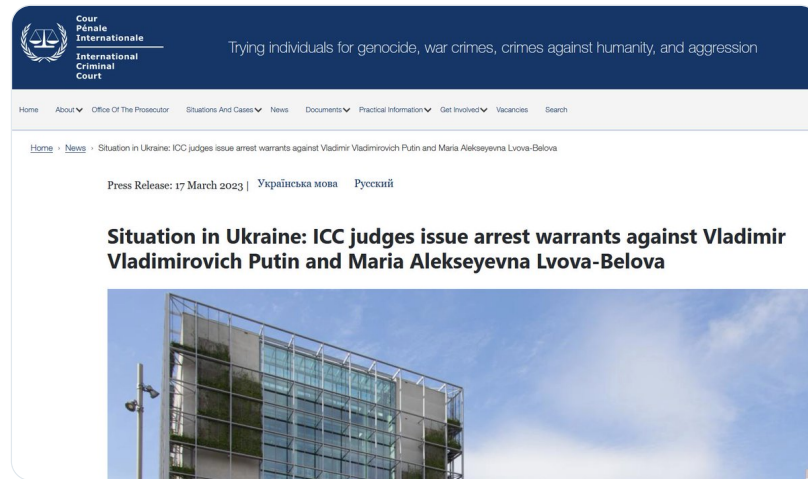 Cour
Pénale
Internationale
International
Criminal
Court
Trying individuals for genocide, war crimes, crimes against humanity, and aggression
Home About Office Of The Prosecutor Situations And Cases News Documents Practical Information Get Involved Vacancies Search
Home › News › Situation in Ukraine: ICC judges issue arrest warrants against Vladimir Vladimirovich Putin and Maria Alekseyevna Lvova-Belova
Press Release: 17 March 2023 | Українська мова Русский
Situation in Ukraine: ICC judges issue arrest warrants against Vladimir
Vladimirovich Putin and Maria Alekseyevna Lvova-Belova